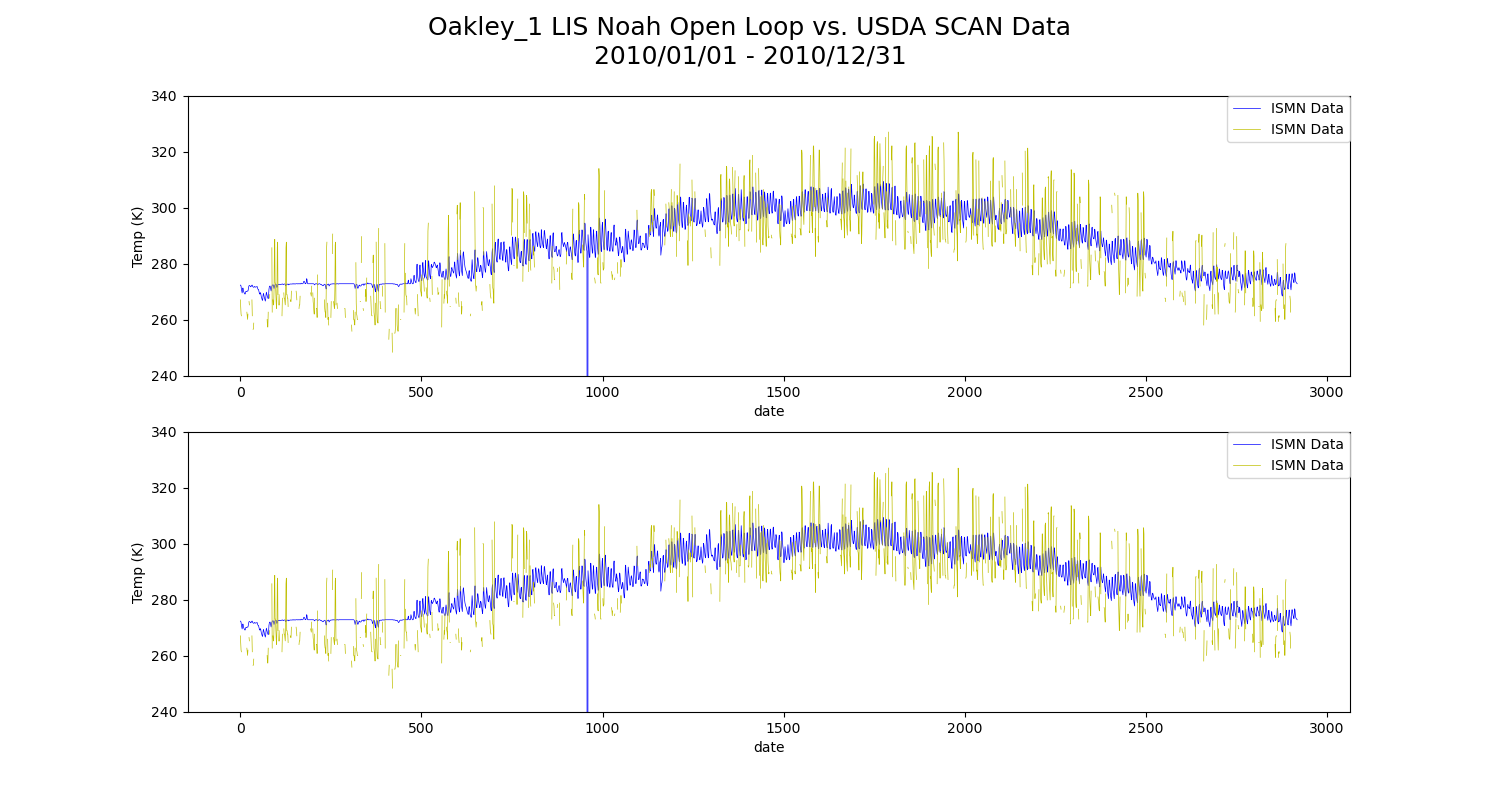 Oakley_1 LIS Noah Open Loop vs. USDA SCAN Data
2010/01/01 - 2010/12/31
340
320
300
280
260
240
Temp (K)
ISMN Data
ISMN Data
0
500
1000
1500
2000
2500
3000
date
340
320
300
280
260
240
Temp (K)
ISMN Data
ISMN Data
0
500
1000
1500
2000
2500
3000
date